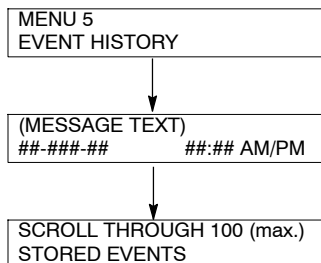 MENU 5
EVENT HISTORY
(MESSAGE TEXT)
##-###-## ##:## AM/PM
SCROLL THROUGH 100 (max.)
STORED EVENTS